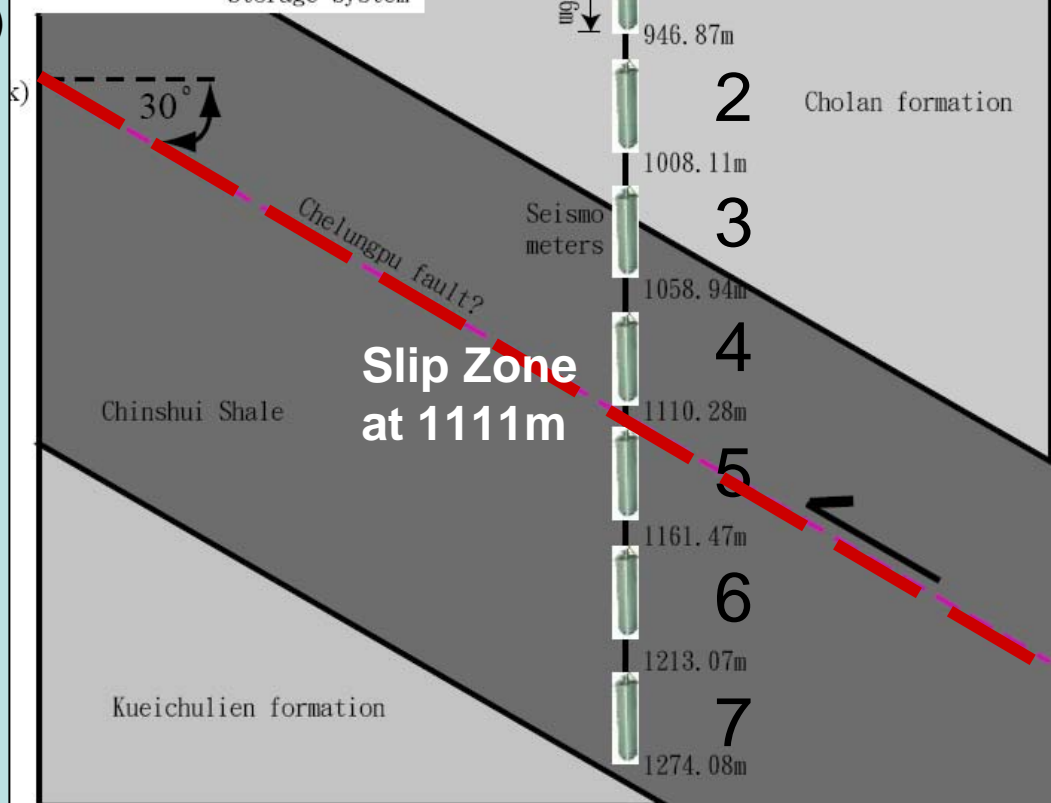 946.87m
2
Cholan formation
30°
1008.11m
Seismo
meters
3
Chelungpu fault?
1058.94m
4
Slip Zone
at 1111m
Chinshui Shale
1110.28m
5
1161.47m
6
1213.07m
Kueichulien formation
7
1274.08m